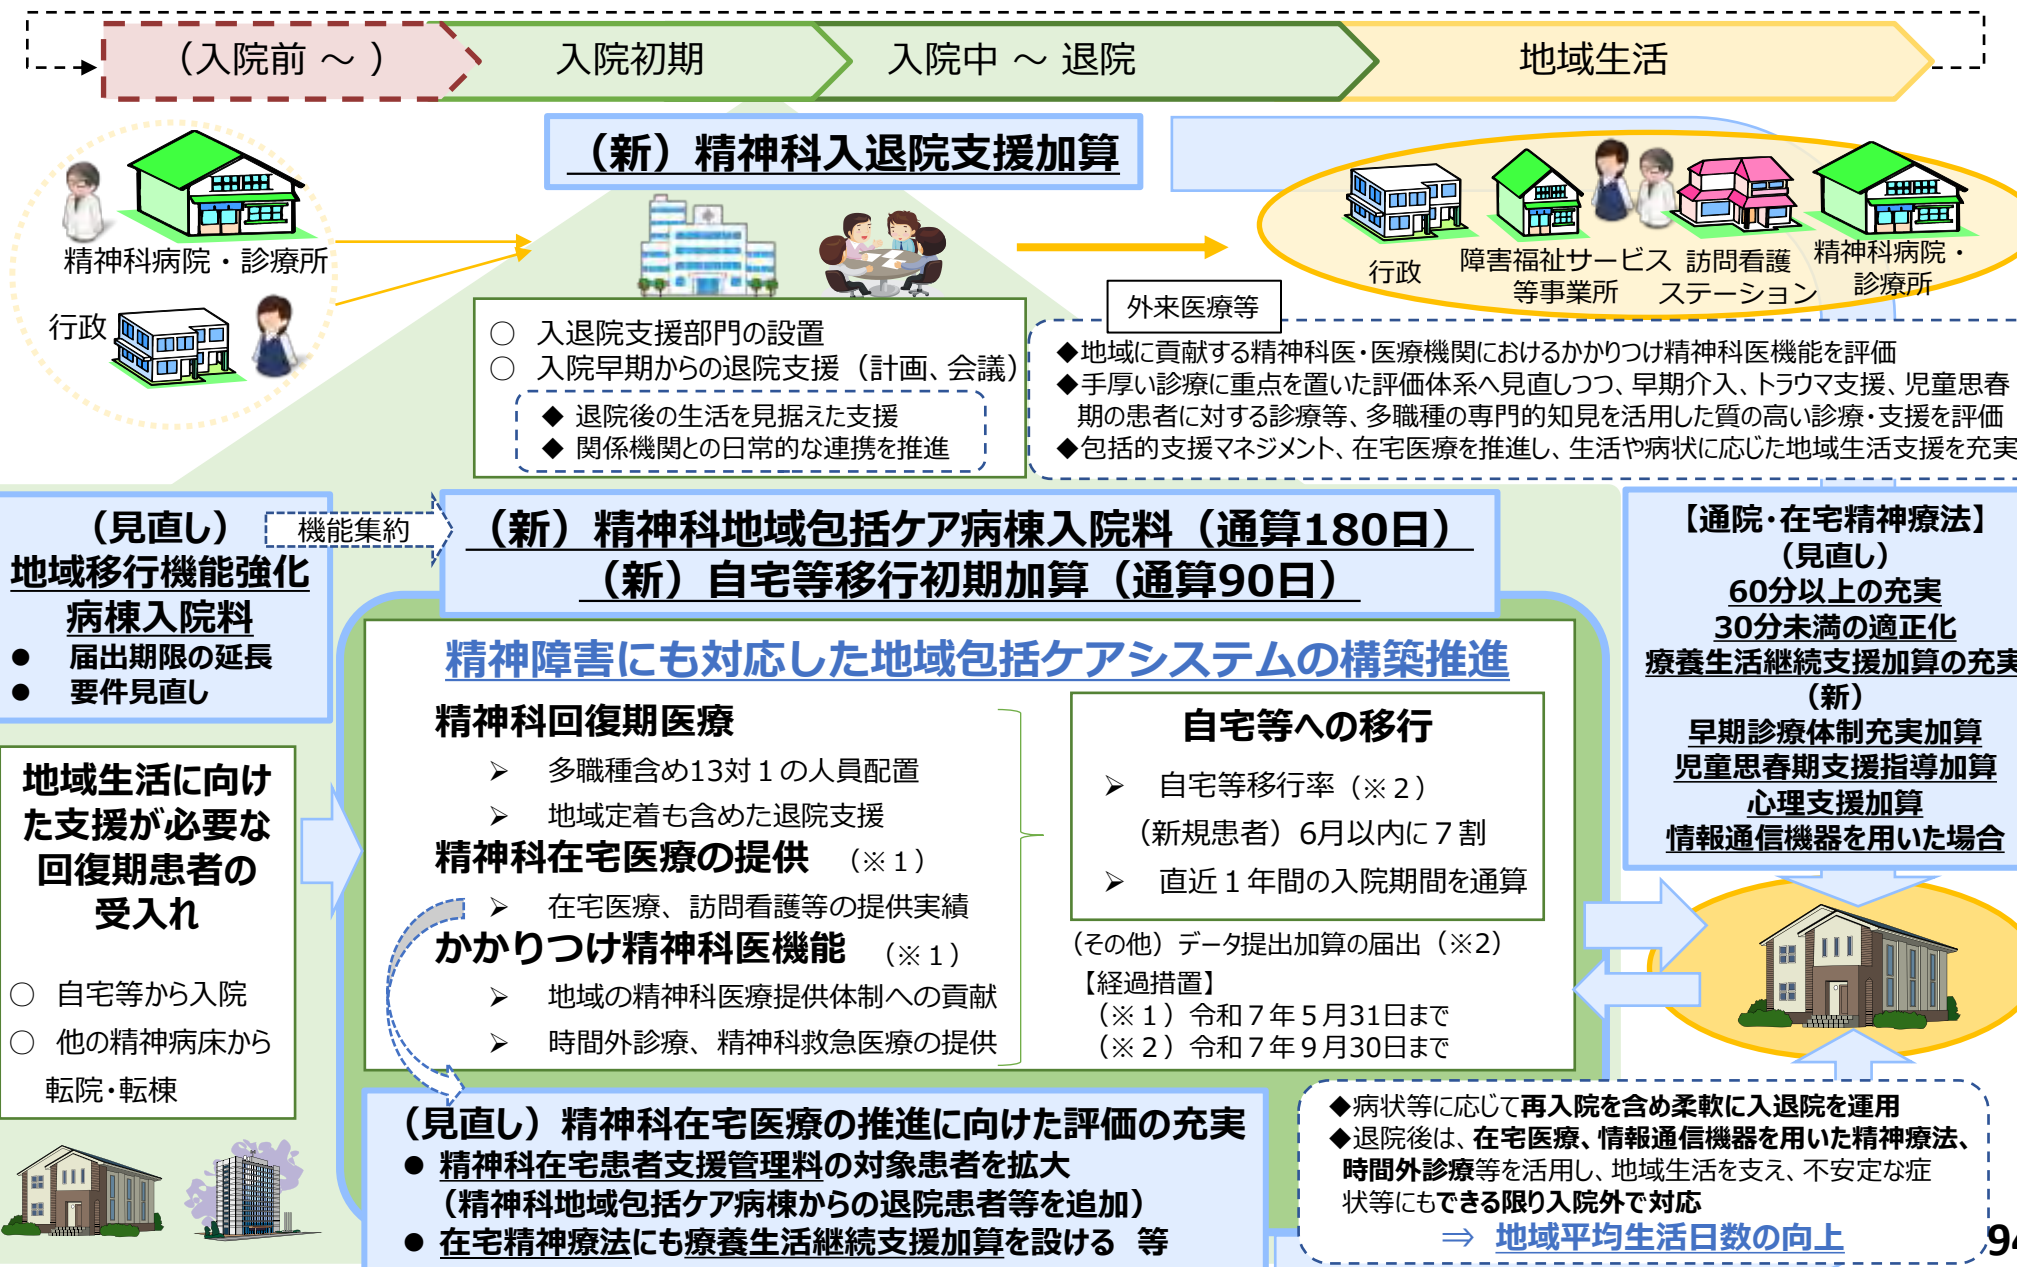 （入院前 ～ ）
入院初期
入院中 ～ 退院
地域生活
（新）精神科入退院支援加算
精神科病院・診療所
行政
○ 入退院支援部門の設置
○ 入院早期からの退院支援（計画、会議）
◆ 退院後の生活を見据えた支援
◆ 関係機関との日常的な連携を推進
行政
障害福祉サービス
等事業所
訪問看護
ステーション
精神科病院・
診療所
外来医療等
◆地域に貢献する精神科医・医療機関におけるかかりつけ精神科医機能を評価
◆手厚い診療に重点を置いた評価体系へ見直しつつ、早期介入、トラウマ支援、児童思春
期の患者に対する診療等、多職種の専門的知見を活用した質の高い診療・支援を評価
◆包括的支援マネジメント、在宅医療を推進し、生活や病状に応じた地域生活支援を充実
（見直し）
地域移行機能強化
病棟入院料
● 届出期限の延長
● 要件見直し
機能集約
（新）精神科地域包括ケア病棟入院料（通算180日）
（新）自宅等移行初期加算（通算90日）
地域生活に向け
た支援が必要な
回復期患者の
受入れ
○ 自宅等から入院
○ 他の精神病床から
転院・転棟
精神障害にも対応した地域包括ケアシステムの構築推進
精神科回復期医療
➢ 多職種含め13対１の人員配置
➢ 地域定着も含めた退院支援
精神科在宅医療の提供 （※１）
➢ 在宅医療、訪問看護等の提供実績
かかりつけ精神科医機能 （※１）
➢ 地域の精神科医療提供体制への貢献
➢ 時間外診療、精神科救急医療の提供
自宅等への移行
➢ 自宅等移行率（※２）
（新規患者）6月以内に７割
➢ 直近１年間の入院期間を通算
（その他）データ提出加算の届出（※2）
【経過措置】
（※１）令和７年５月31日まで
（※２）令和７年９月30日まで
（見直し）精神科在宅医療の推進に向けた評価の充実
● 精神科在宅患者支援管理料の対象患者を拡大
（精神科地域包括ケア病棟からの退院患者等を追加）
● 在宅精神療法にも療養生活継続支援加算を設ける 等
【通院・在宅精神療法】
（見直し）
60分以上の充実
30分未満の適正化
療養生活継続支援加算の充実
（新）
早期診療体制充実加算
児童思春期支援指導加算
心理支援加算
情報通信機器を用いた場合
◆病状等に応じて再入院を含め柔軟に入退院を運用
◆退院後は、在宅医療、情報通信機器を用いた精神療法、
時間外診療等を活用し、地域生活を支え、不安定な症
状等にもできる限り入院外で対応
⇒ 地域平均生活日数の向上